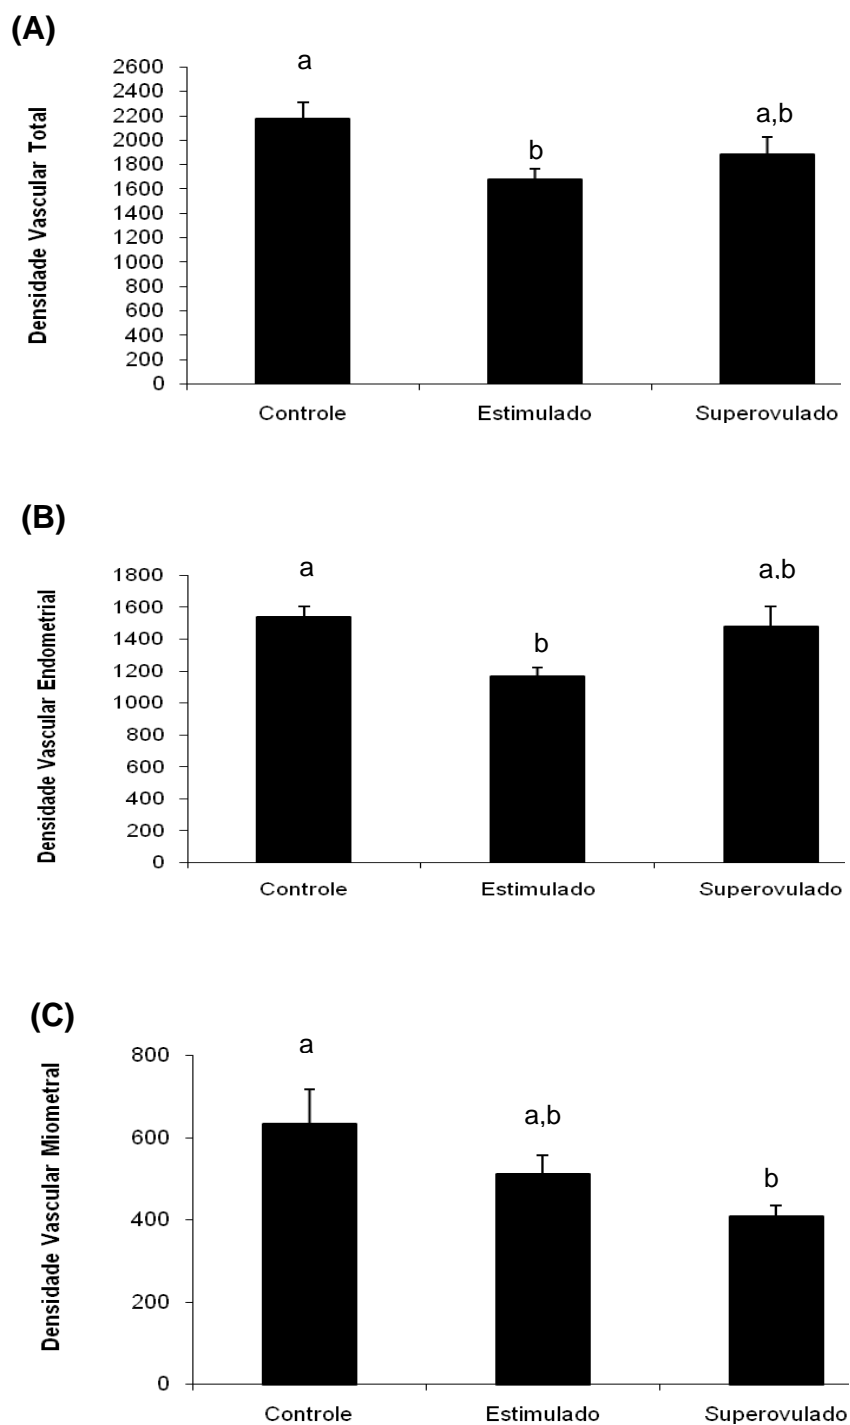 (A)
Densidade Vascular Total
2600
2400
2200
2000
1800
1600
1400
1200
1000
800
600
400
200
0
a
b
a,b
Controle Estimulado Superovulado
(B)
Densidade Vascular Endometrial
1800
1600
1400
1200
1000
800
600
400
200
0
a
b
a,b
Controle Estimulado Superovulado
(C)
Densidade Vascular Miometral
800
600
400
200
0
a
a,b
b
Controle Estimulado Superovulado